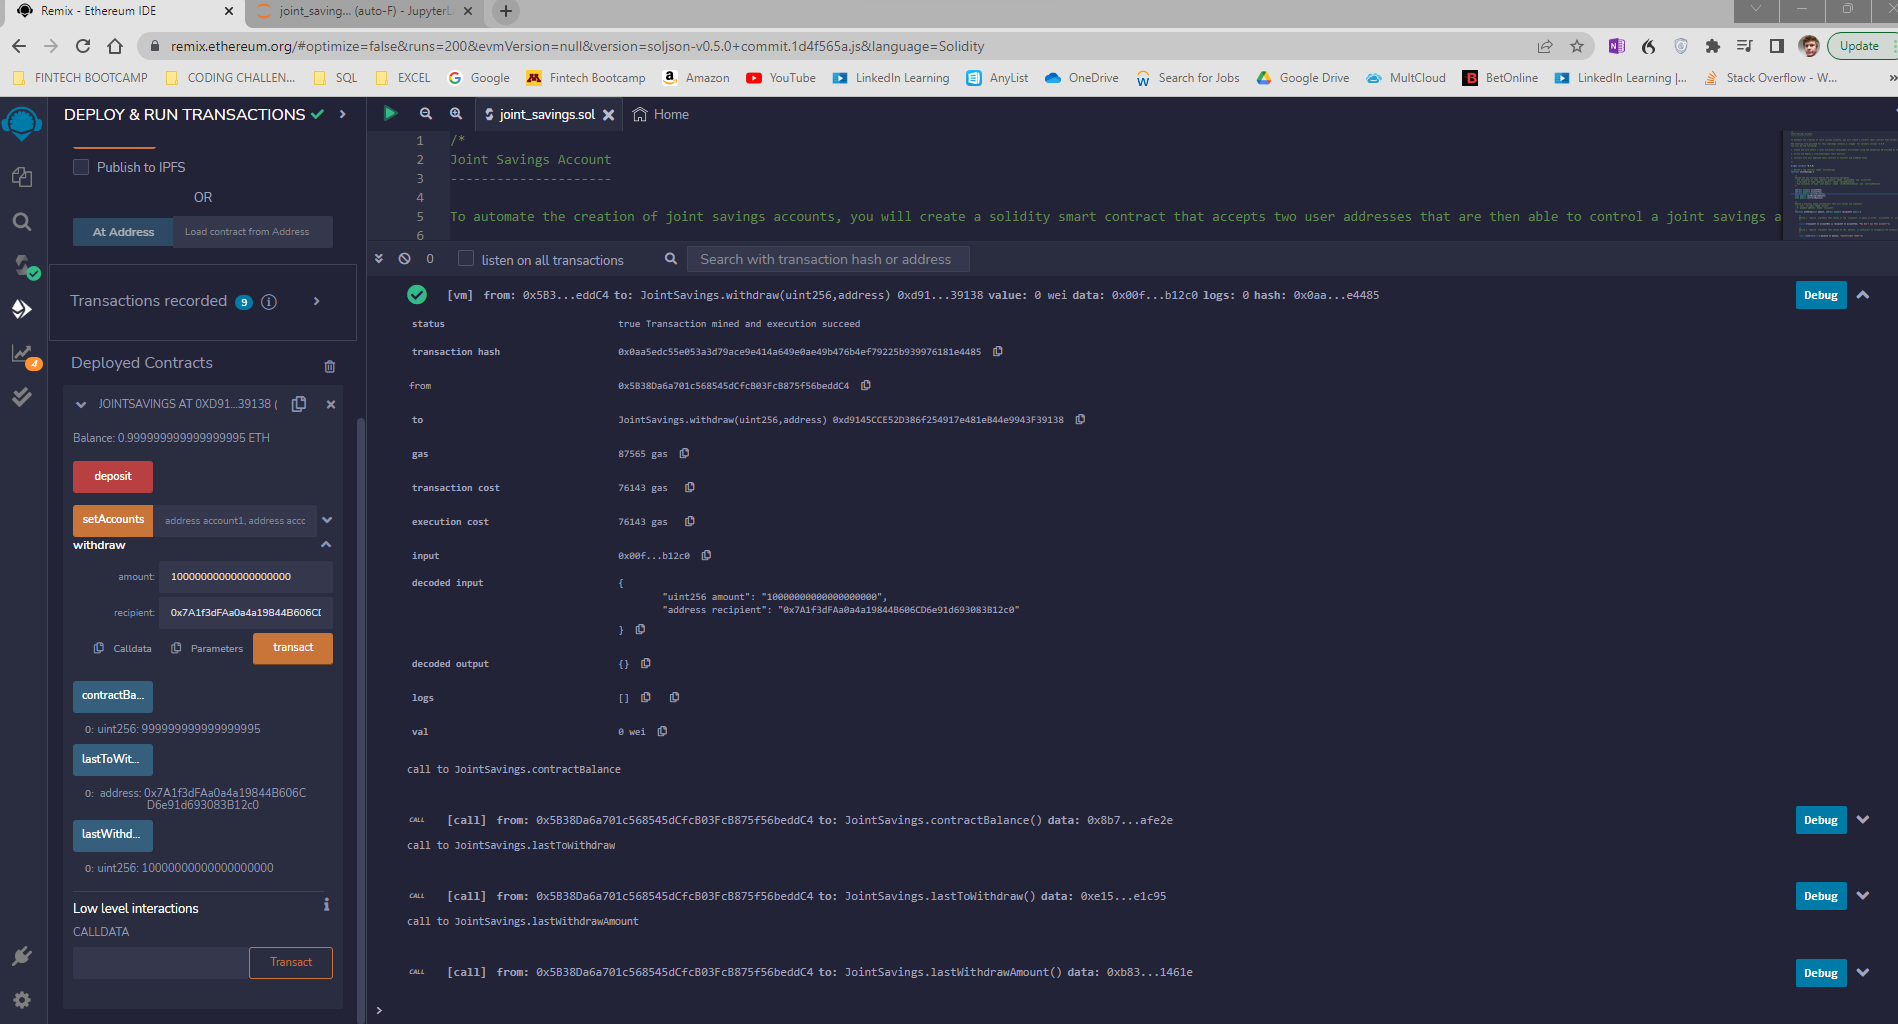 Remix - Ethereum IDE
joint_saving... (auto-F) - JupyterL
remix.ethereum.org/#optimize=false&runs=200&evmVersion=null&version=soljson-v0.5.0+commit.1d4f565a.js&language=Solidity
Update
FINTECH BOOTCAMP
CODING CHALLEN...
SQL
EXCEL
Google
Fintech Bootcamp
Amazon
YouTube
LinkedIn Learning
AnyList
OneDrive
Search for Jobs
Google Drive
MultCloud
BetOnline
LinkedIn Learning |...
Stack Overflow - W...
DEPLOY & RUN TRANSACTIONS
Publish to IPFS
OR
At Address
Load contract from Address
Transactions recorded 9
4
Deployed Contracts
JOINTSAVINGS AT 0XD91...39138 (
Balance: 0.999999999999999995 ETH
deposit
setAccounts
address account1, address acco
withdraw
amount:
10000000000000000000
recipient:
0x7A1f3dFAa0a4a19844B606CD
Calldata
Parameters
transact
contractBa...
0: uint256: 999999999999999995
lastToWit...
0: address: 0x7A1f3dFAa0a4a19844B606C
D6e91d693083B12c0
lastWithd...
0: uint256: 10000000000000000000
Low level interactions
CALLDATA
Transact
joint_savings.sol
Home
1 /*
2 Joint Savings Account
3 ---------------------
4
5 To automate the creation of joint savings accounts, you will create a solidity smart contract that accepts two user addresses that are then able to control a joint savings a
6
0
listen on all transactions
Search with transaction hash or address
[vm] from: 0x5B3...eddC4 to: JointSavings.withdraw(uint256,address) 0xd91...39138 value: 0 wei data: 0x00f...b12c0 logs: 0 hash: 0x0aa...e4485
Debug
status true Transaction mined and execution succeed
transaction hash 0x0aa5edc55e053a3d79ace9e414a649e0ae49b476b4ef79225b939976181e4485
from 0x5B38Da6a701c568545dCfcB03FcB875f56beddC4
to JointSavings.withdraw(uint256,address) 0xd9145CCE52D386f254917e481eB44e9943F39138
gas 87565 gas
transaction cost 76143 gas
execution cost 76143 gas
input 0x00f...b12c0
decoded input {
"uint256 amount": "10000000000000000000",
"address recipient": "0x7A1f3dFAa0a4a19844B606CD6e91d693083B12c0"
}
decoded output {}
logs []
val 0 wei
call to JointSavings.contractBalance
CALL [call] from: 0x5B38Da6a701c568545dCfcB03FcB875f56beddC4 to: JointSavings.contractBalance() data: 0x8b7...afe2e
Debug
call to JointSavings.lastToWithdraw
CALL [call] from: 0x5B38Da6a701c568545dCfcB03FcB875f56beddC4 to: JointSavings.lastToWithdraw() data: 0xe15...e1c95
Debug
call to JointSavings.lastWithdrawAmount
CALL [call] from: 0x5B38Da6a701c568545dCfcB03FcB875f56beddC4 to: JointSavings.lastWithdrawAmount() data: 0xb83...1461e
Debug
>